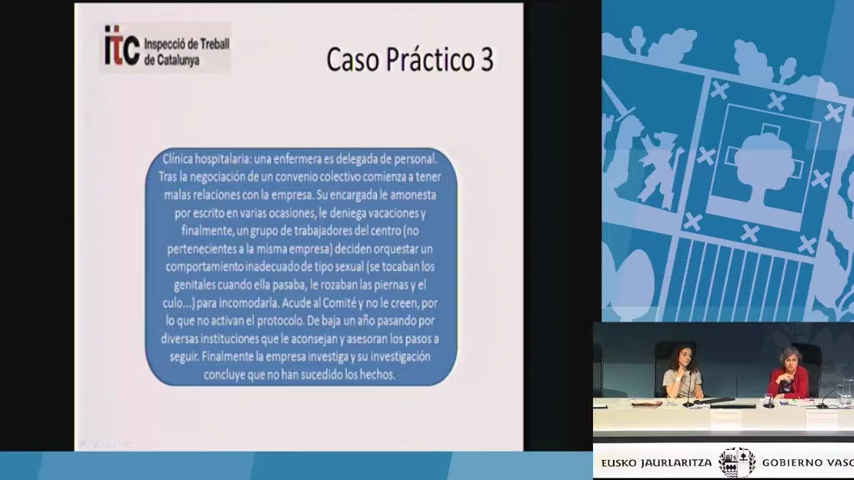 itc Inspecció de Treball
de Catalunya
Caso Práctico 3
Clínica hospitalaria: una enfermera es delegada de personal.
Tras la negociación de un convenio colectivo comienza a tener
malas relaciones con la empresa. Su encargada le amonesta
por escrito en varias ocasiones, le deniega vacaciones y
finalmente, un grupo de trabajadores del centro (no
pertenecientes a la misma empresa) deciden orquestar un
comportamiento inadecuado de tipo sexual (se tocaban los
genitales cuando ella pasaba, le rozaban las piernas y el
culo...) para incomodarla. Acude al Comité y no le creen, por
lo que no activan el protocolo. De baja un año pasando por
diversas instituciones que le aconsejan y asesoran los pasos a
seguir. Finalmente la empresa investiga y su investigación
concluye que no han sucedido los hechos.
EUSKO JAURLARITZA GOBIERNO VASC